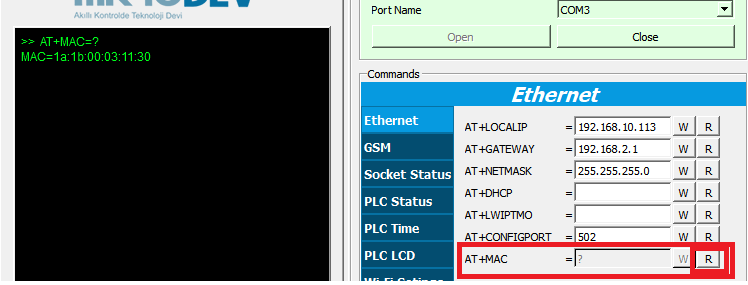 Akıllı Kontrolde Teknoloji Devi
>> AT+MAC=?
MAC=1a:1b:00:03:11:30
Port Name COM3
Open Close
Commands
Ethernet
Ethernet
GSM
Socket Status
PLC Status
PLC Time
PLC LCD
AT+LOCALIP = 192.168.10.113 W R
AT+GATEWAY = 192.168.2.1 W R
AT+NETMASK = 255.255.255.0 W R
AT+DHCP = W R
AT+LWIPTMO = W R
AT+CONFIGPORT = 502 W R
AT+MAC = ? W R